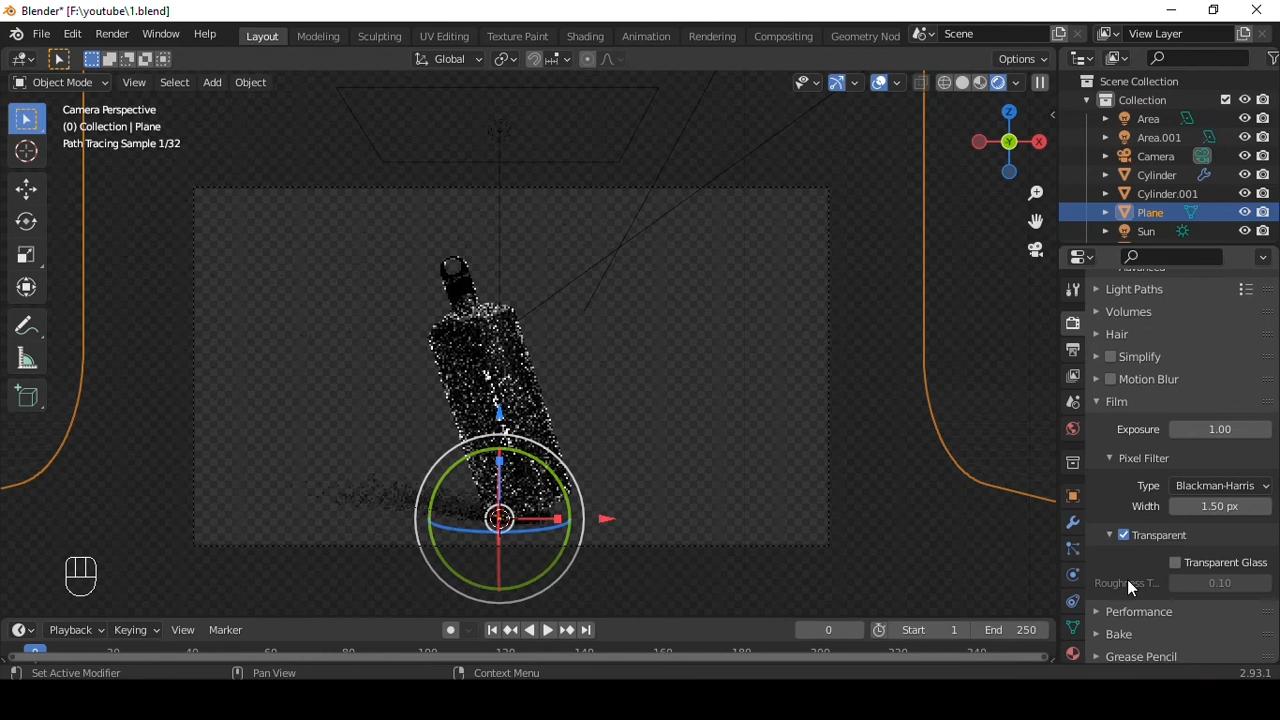 Blender* [F:\youtube\1.blend]
File Edit Render Window Help Layout Modeling Sculpting UV Editing Texture Paint Shading Animation Rendering Compositing Geometry Nod Scene View Layer
Global Options
Object Mode View Select Add Object
Camera Perspective
(0) Collection | Plane
Path Tracing Sample 1/32
Z
Y
X
Scene Collection
Collection
Area
Area.001
Camera
Cylinder
Cylinder.001
Plane
Sun
Light Paths
Volumes
Hair
Simplify
Motion Blur
Film
Exposure 1.00
Pixel Filter
Type Blackman-Harris
Width 1.50 px
Transparent
Transparent Glass
Roughness T... 0.10
Performance
Bake
Grease Pencil
Playback Keying View Marker 0 Start 1 End 250
0
Set Active Modifier Pan View Context Menu 2.93.1